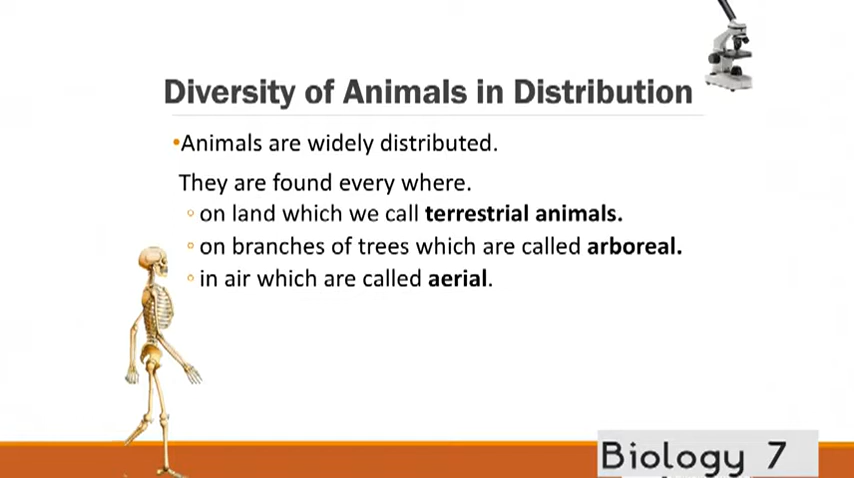 Diversity of Animals in Distribution
•Animals are widely distributed.
They are found every where.
◦ on land which we call terrestrial animals.
◦ on branches of trees which are called arboreal.
◦ in air which are called aerial.
Biology 7